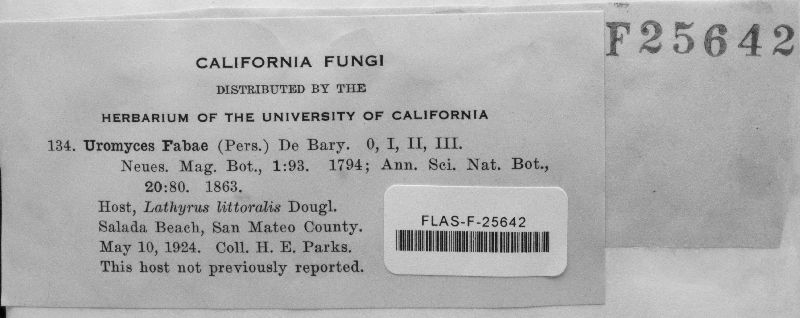 F25642
CALIFORNIA FUNGI
DISTRIBUTED BY THE
HERBARIUM OF THE UNIVERSITY OF CALIFORNIA
134. Uromyces Fabae (Pers.) De Bary. 0, I, II, III.
Neues. Mag. Bot., 1:93. 1794; Ann. Sci. Nat. Bot.,
20:80. 1863.
Host, Lathyrus littoralis Dougl.
Salada Beach, San Mateo County.
May 10, 1924. Coll. H. E. Parks.
This host not previously reported.
FLAS-F-25642